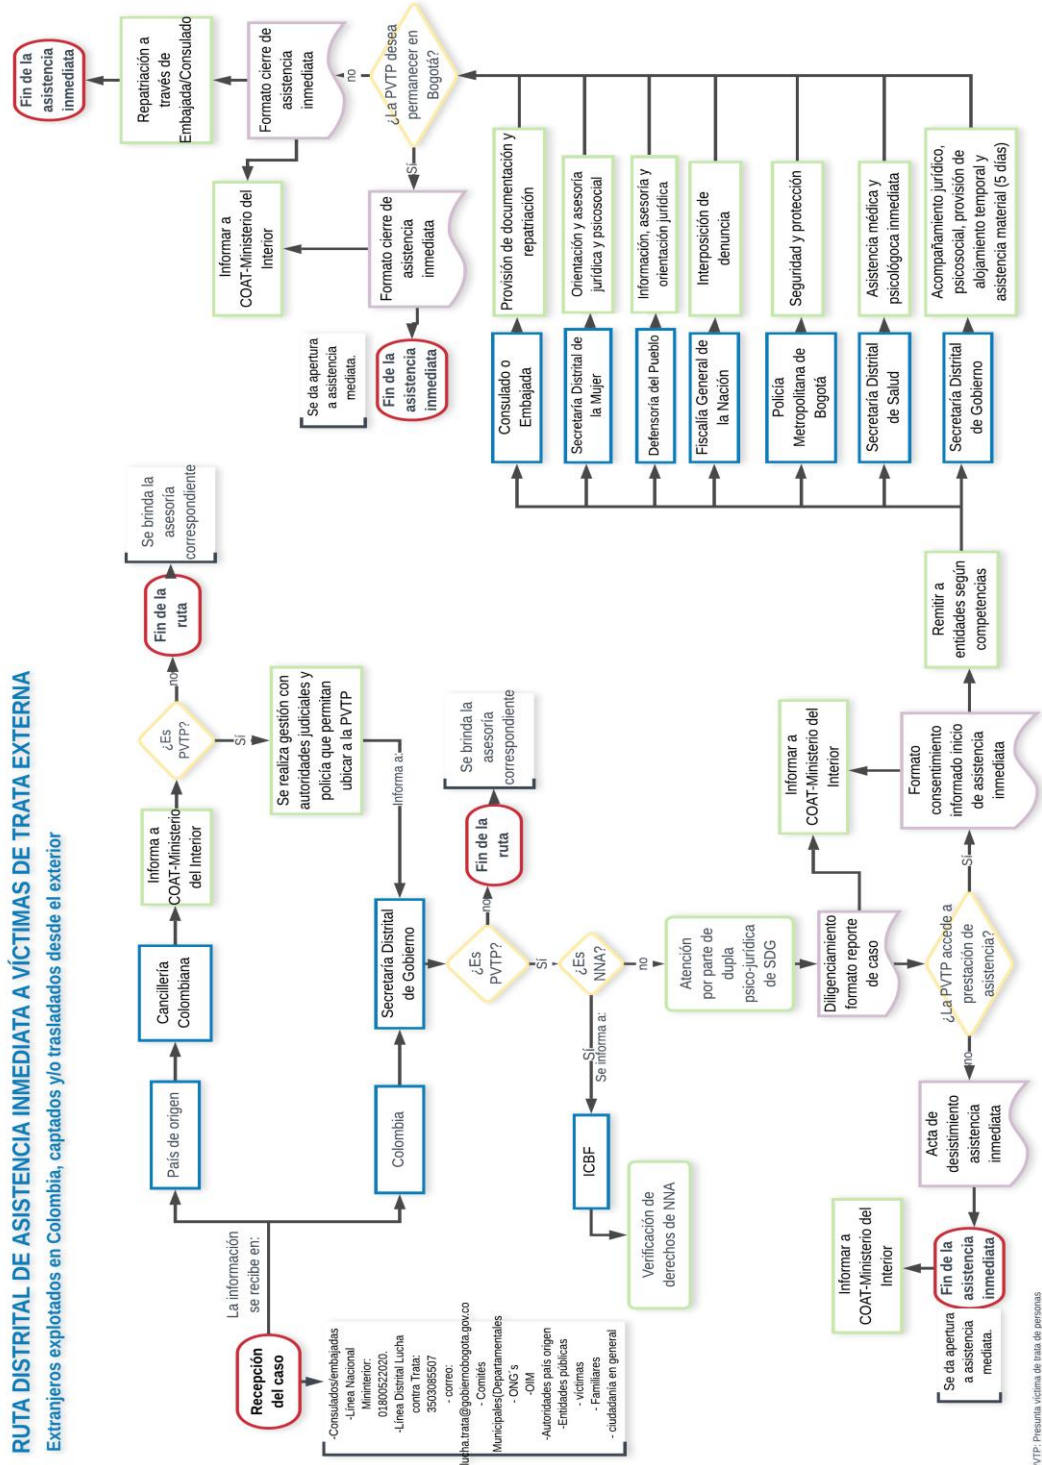 RUTA DISTRITAL DE ASISTENCIA INMEDIATA A VÍCTIMAS DE TRATA EXTERNA
Extranjeros explotados en Colombia, captados y/o trasladados desde el exterior
Recepción
del caso
-Consulados/embajadas
-Línea Nacional
Mininterior:
01800522020.
-Línea Distrital Lucha
contra Trata:
3503085507
- correo:
lucha.trata@gobiernobogota.gov.co
- Comités
Municipales(Departamentales
- ONG´s
-OIM
-Autoridades país origen
-Entidades públicas
- víctimas
- Familiares
- ciudadanía en general
La información
se recibe en:
País de origen
Cancillería
Colombiana
Informa a
COAT-Ministerio
del Interior
¿Es
PVTP?
no
Fin de la
ruta
Se brinda la
asesoría
correspondiente
Sí
Se realiza gestión con
autoridades judiciales y
policía que permitan
ubicar a la PVTP
Informa a:
Colombia
Secretaría Distrital
de Gobierno
¿Es
PVTP?
no
Fin de la
ruta
Se brinda la
asesoría
correspondiente
Sí
¿Es
NNA?
Sí
Se informa a:
ICBF
Verificación de
derechos de NNA
no
Atención
por parte de
dupla
psico-jurídica
de SDG
Diligenciamiento
formato reporte
de caso
Informar a
COAT-Ministerio del
Interior
¿La PVTP accede a
prestación de
asistencia?
no
Acta de
desistimiento
asistencia
inmediata
Fin de la
asistencia
inmediata
Informar a
COAT-Ministerio del
Interior
Se da apertura
a asistencia
mediata.
Sí
Formato
consentimiento
informado inicio
de asistencia
inmediata
Remitir a
entidades según
competencias
Consulado o
Embajada
Provisión de documentación y
repatriación
Secretaría Distrital de
la Mujer
Orientación y asesoría
jurídica y psicosocial
Defensoría del Pueblo
Información, asesoría y
orientación jurídica
Fiscalía General de
la Nación
Interposición de
denuncia
Policía
Metropolitana de
Bogotá
Seguridad y protección
Secretaría Distrital
de Salud
Asistencia médica y
psicológoca inmediata
Secretaría Distrital
de Gobierno
Acompañamiento jurídico,
psicosocial, provisión de
alojamiento temporal y
asistencia material (5 días)
¿La PVTP desea
permanecer en
Bogotá?
Sí
Formato cierre de
asistencia
inmediata
Informar a
COAT-Ministerio del
Interior
Fin de la
asistencia
inmediata
Se da apertura
a asistencia
mediata.
no
Formato cierre de
asistencia
inmediata
Repatriación a
través de
Embajada/Consulado
Fin de la
asistencia
inmediata
PVTP: Presunta víctima de trata de personas